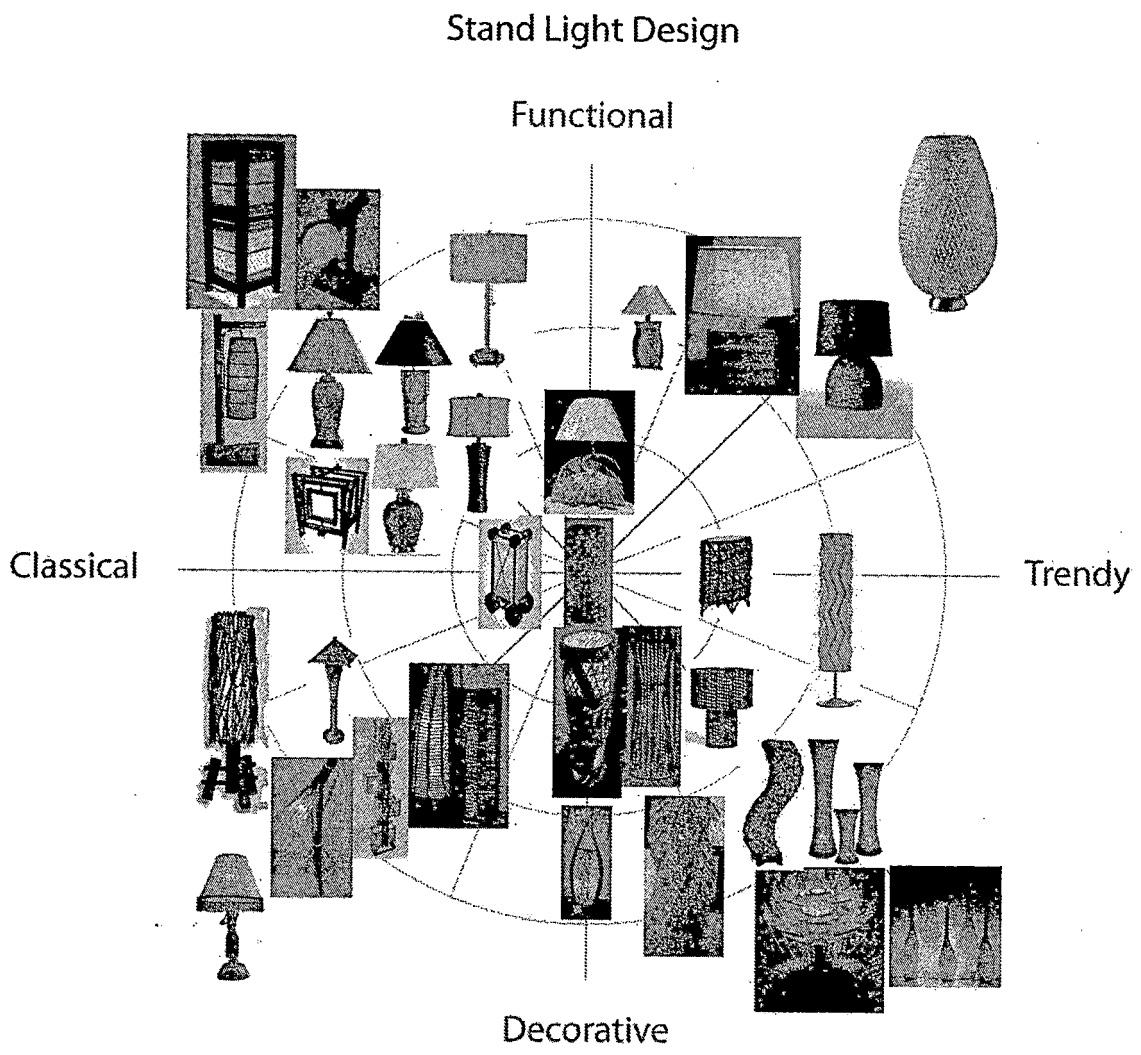 Stand Light Design
Functional
Classical
Trendy
Decorative